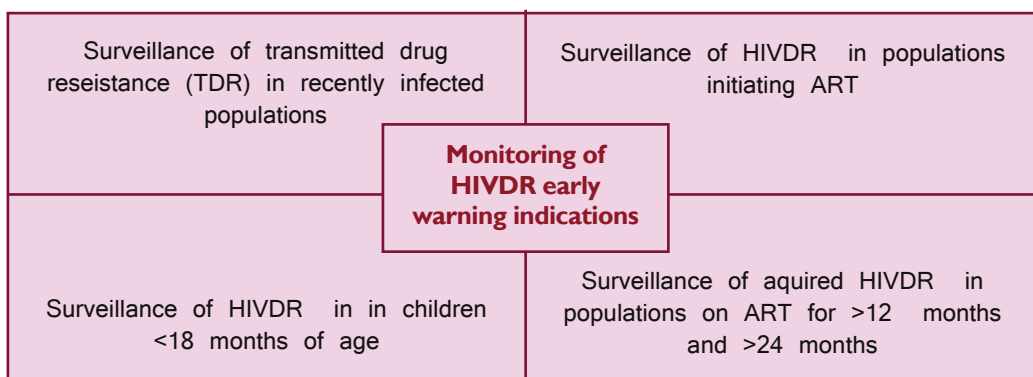 Surveillance of transmitted drug
reseistance (TDR) in recently infected
populations
Surveillance of HIVDR in populations
initiating ART
Monitoring of
HIVDR early
warning indications
Surveillance of HIVDR in in children
<18 months of age
Surveillance of aquired HIVDR in
populations on ART for >12 months
and >24 months